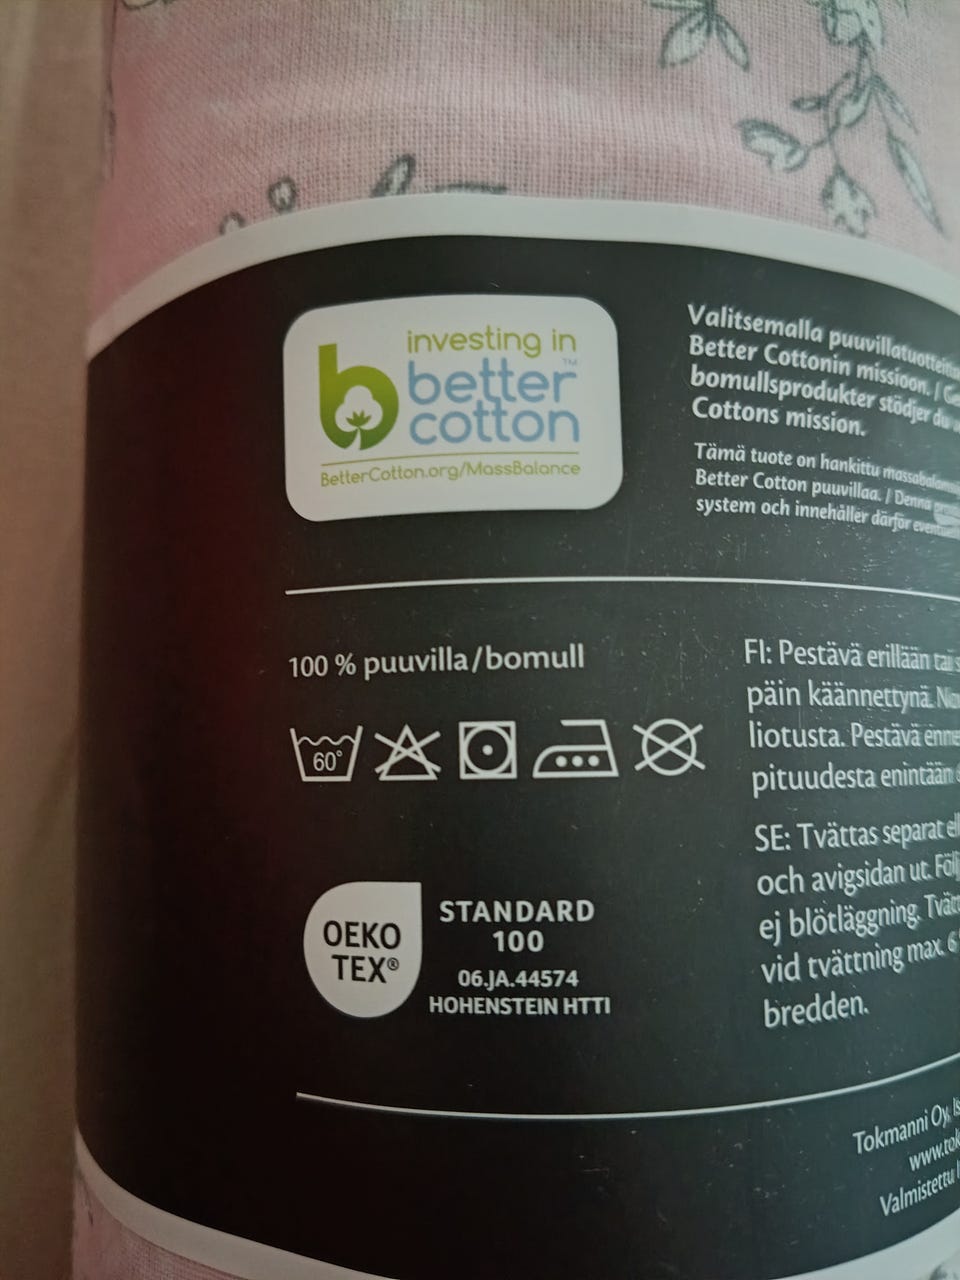 investing in
better™
cotton
BetterCotton.org/MassBalance
Valitsemalla
Better Cottonin missioon. /
bomullsprodukter stödjer du
Cottons mission.
Tämä tuote on hankittu
Better Cotton puuvillaa. / Denna
system och innehåller därför
100 % puuvilla/bomull
60°
FI: Pestävä erillään tai
päin käännettynä.
liotusta. Pestävä
pituudesta enintään
SE: Tvättas separat
och avigsidan ut.
ej blötläggning.
vid tvättning max. 6
bredden.
OEKO
TEX®
STANDARD
100
06.JA.44574
HOHENSTEIN HTTI
Tokmanni Oy,
Valmistettu